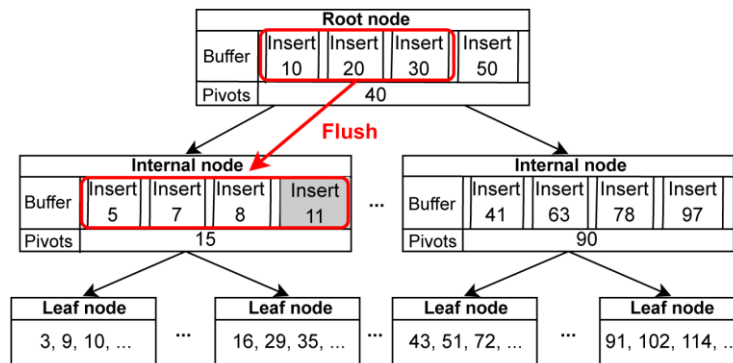 Root node
Buffer Insert 10 Insert 20 Insert 30 Insert 50
Pivots 40
Flush
Internal node
Buffer Insert 5 Insert 7 Insert 8 Insert 11
Pivots 15
...
Internal node
Buffer Insert 41 Insert 63 Insert 78 Insert 97
Pivots 90
Leaf node
3, 9, 10, ...
...
Leaf node
16, 29, 35, ...
...
Leaf node
43, 51, 72, ...
...
Leaf node
91, 102, 114, ...